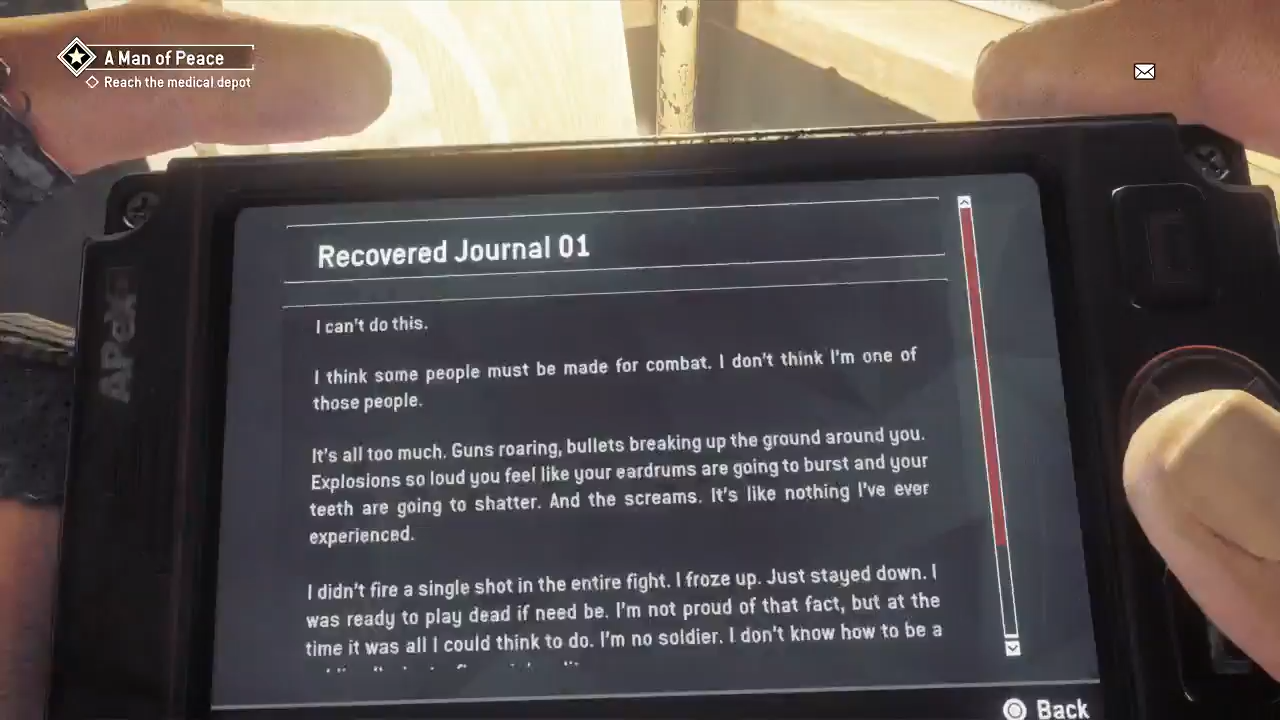 A Man of Peace
Reach the medical depot
APEX
Recovered Journal 01
I can't do this.
I think some people must be made for combat. I don't think I'm one of
those people.
It's all too much. Guns roaring, bullets breaking up the ground around you.
Explosions so loud you feel like your eardrums are going to burst and your
teeth are going to shatter. And the screams. It's like nothing I've ever
experienced.
I didn't fire a single shot in the entire fight. I froze up. Just stayed down. I
was ready to play dead if need be. I'm not proud of that fact, but at the
time it was all I could think to do. I'm no soldier. I don't know how to be a
Back